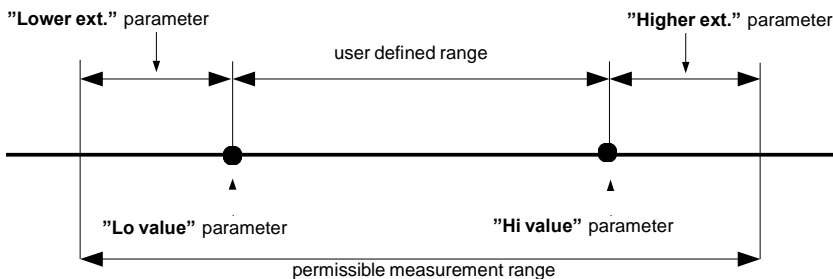 ”Lower ext.” parameter
”Higher ext.” parameter
user defined range
”Lo value” parameter
”Hi value” parameter
permissible measurement range